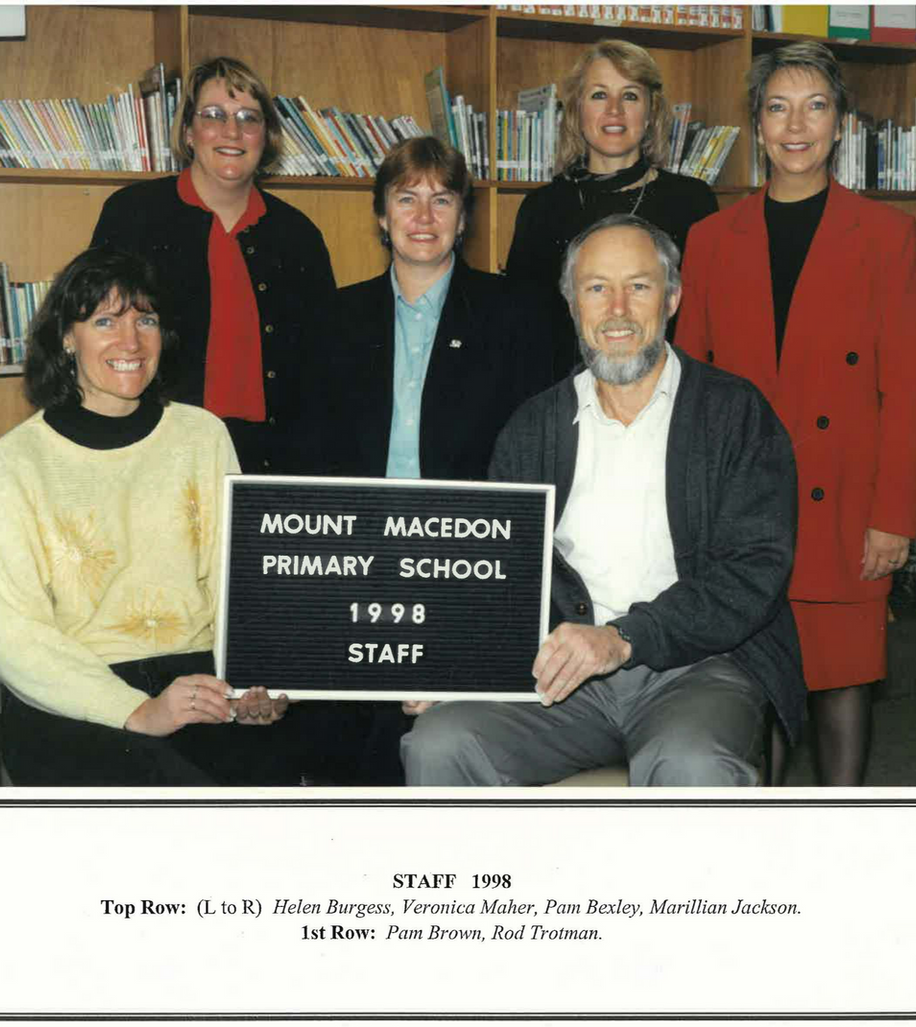 MOUNT MACEDON
PRIMARY SCHOOL
1998
STAFF
STAFF 1998
Top Row: (L to R) Helen Burgess, Veronica Maher, Pam Bexley, Marillian Jackson.
1st Row: Pam Brown, Rod Trotman.